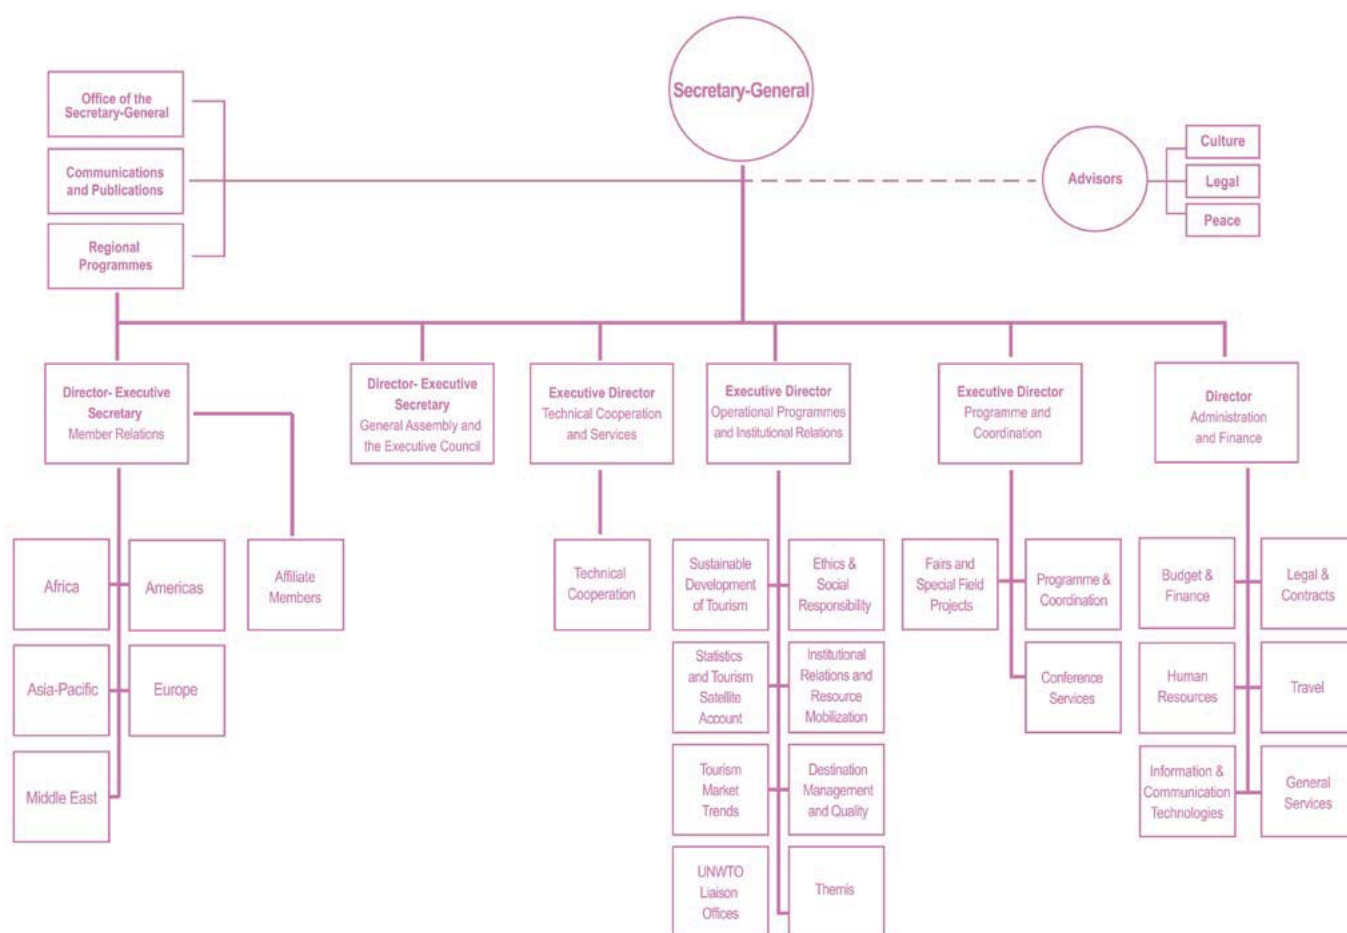 Secretary-General
Office of the
Secretary-General
Communications
and Publications
Regional
Programmes
Advisors
Culture
Legal
Peace
Director- Executive
Secretary
Member Relations
Director- Executive
Secretary
General Assembly and
the Executive Council
Executive Director
Technical Cooperation
and Services
Executive Director
Operational Programmes
and Institutional Relations
Executive Director
Programme and
Coordination
Director
Administration
and Finance
Africa
Americas
Asia-Pacific
Europe
Middle East
Affiliate
Members
Technical
Cooperation
Sustainable
Development
of Tourism
Ethics &
Social
Responsibility
Statistics
and Tourism
Satellite
Account
Institutional
Relations and
Resource
Mobilization
Tourism
Market
Trends
Destination
Management
and Quality
UNWTO
Liaison
Offices
Themis
Fairs and
Special Field
Projects
Programme &
Coordination
Conference
Services
Budget &
Finance
Legal &
Contracts
Human
Resources
Travel
Information &
Communication
Technologies
General
Services